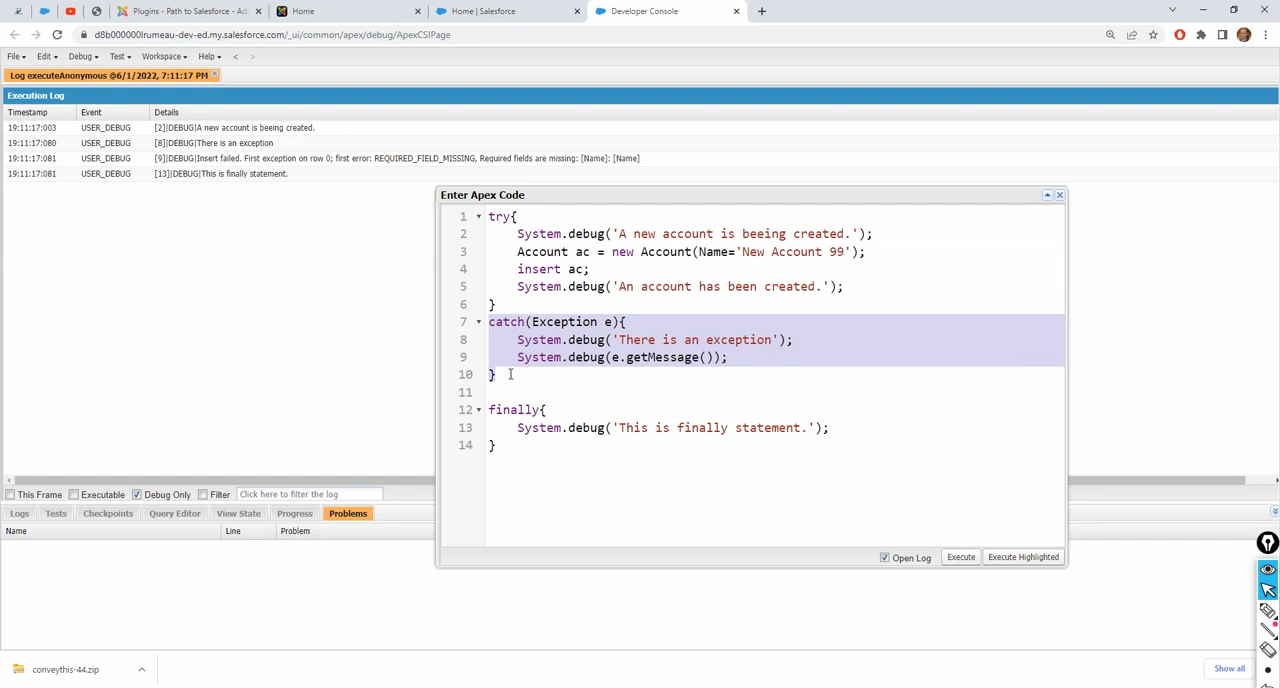 Plugins - Path to Salesforce - Ad
Home
Home | Salesforce
Developer Console
d8b000000lrumeau-dev-ed.my.salesforce.com/_ui/common/apex/debug/ApexCSIPage
File Edit Debug Test Workspace Help < >
Log executeAnonymous @6/1/2022, 7:11:17 PM
Execution Log
Timestamp Event Details
19:11:17:003 USER_DEBUG [2]|DEBUG|A new account is beeing created.
19:11:17:080 USER_DEBUG [8]|DEBUG|There is an exception
19:11:17:081 USER_DEBUG [9]|DEBUG|Insert failed. First exception on row 0; first error: REQUIRED_FIELD_MISSING, Required fields are missing: [Name]: [Name]
19:11:17:081 USER_DEBUG [13]|DEBUG|This is finally statement.
Enter Apex Code
1 try{
2 System.debug('A new account is beeing created.');
3 Account ac = new Account(Name='New Account 99');
4 insert ac;
5 System.debug('An account has been created.');
6 }
7 catch(Exception e){
8 System.debug('There is an exception');
9 System.debug(e.getMessage());
10 }
11
12 finally{
13 System.debug('This is finally statement.');
14 }
Open Log Execute Execute Highlighted
This Frame Executable Debug Only Filter Click here to filter the log
Logs Tests Checkpoints Query Editor View State Progress Problems
Name Line Problem
conveythis-44.zip
Show all